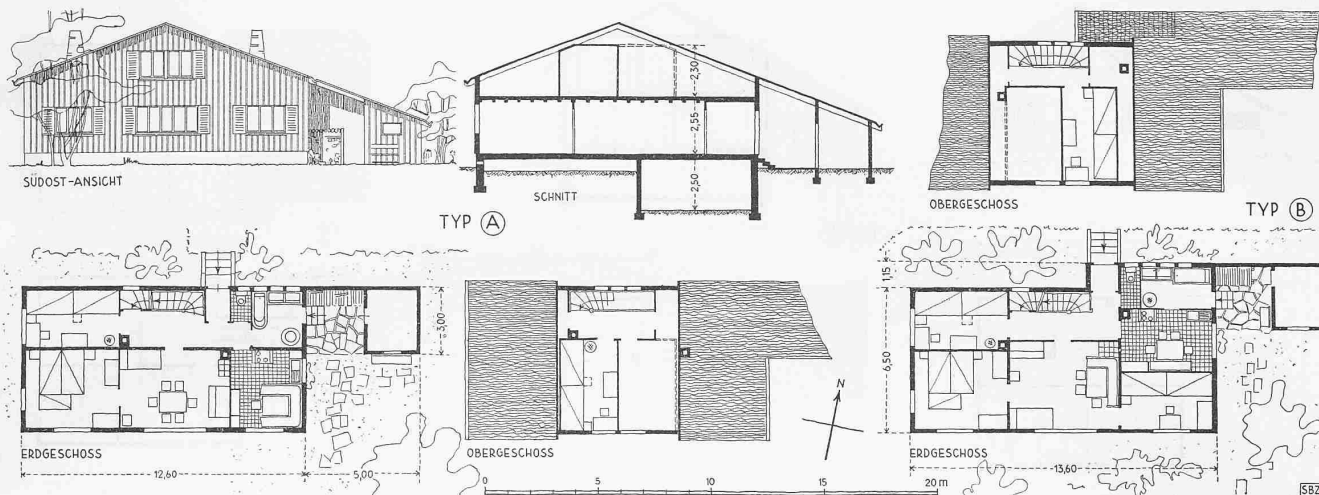 SÜDOST-ANSICHT
2,30
2,55
2,50
SCHNITT
TYP A
OBERGESCHOSS
TYP B
3,00
ERDGESCHOSS
12,60
5,00
OBERGESCHOSS
N
1,15
6,50
ERDGESCHOSS
13,60
0 5 10 15 20 m
SBZ